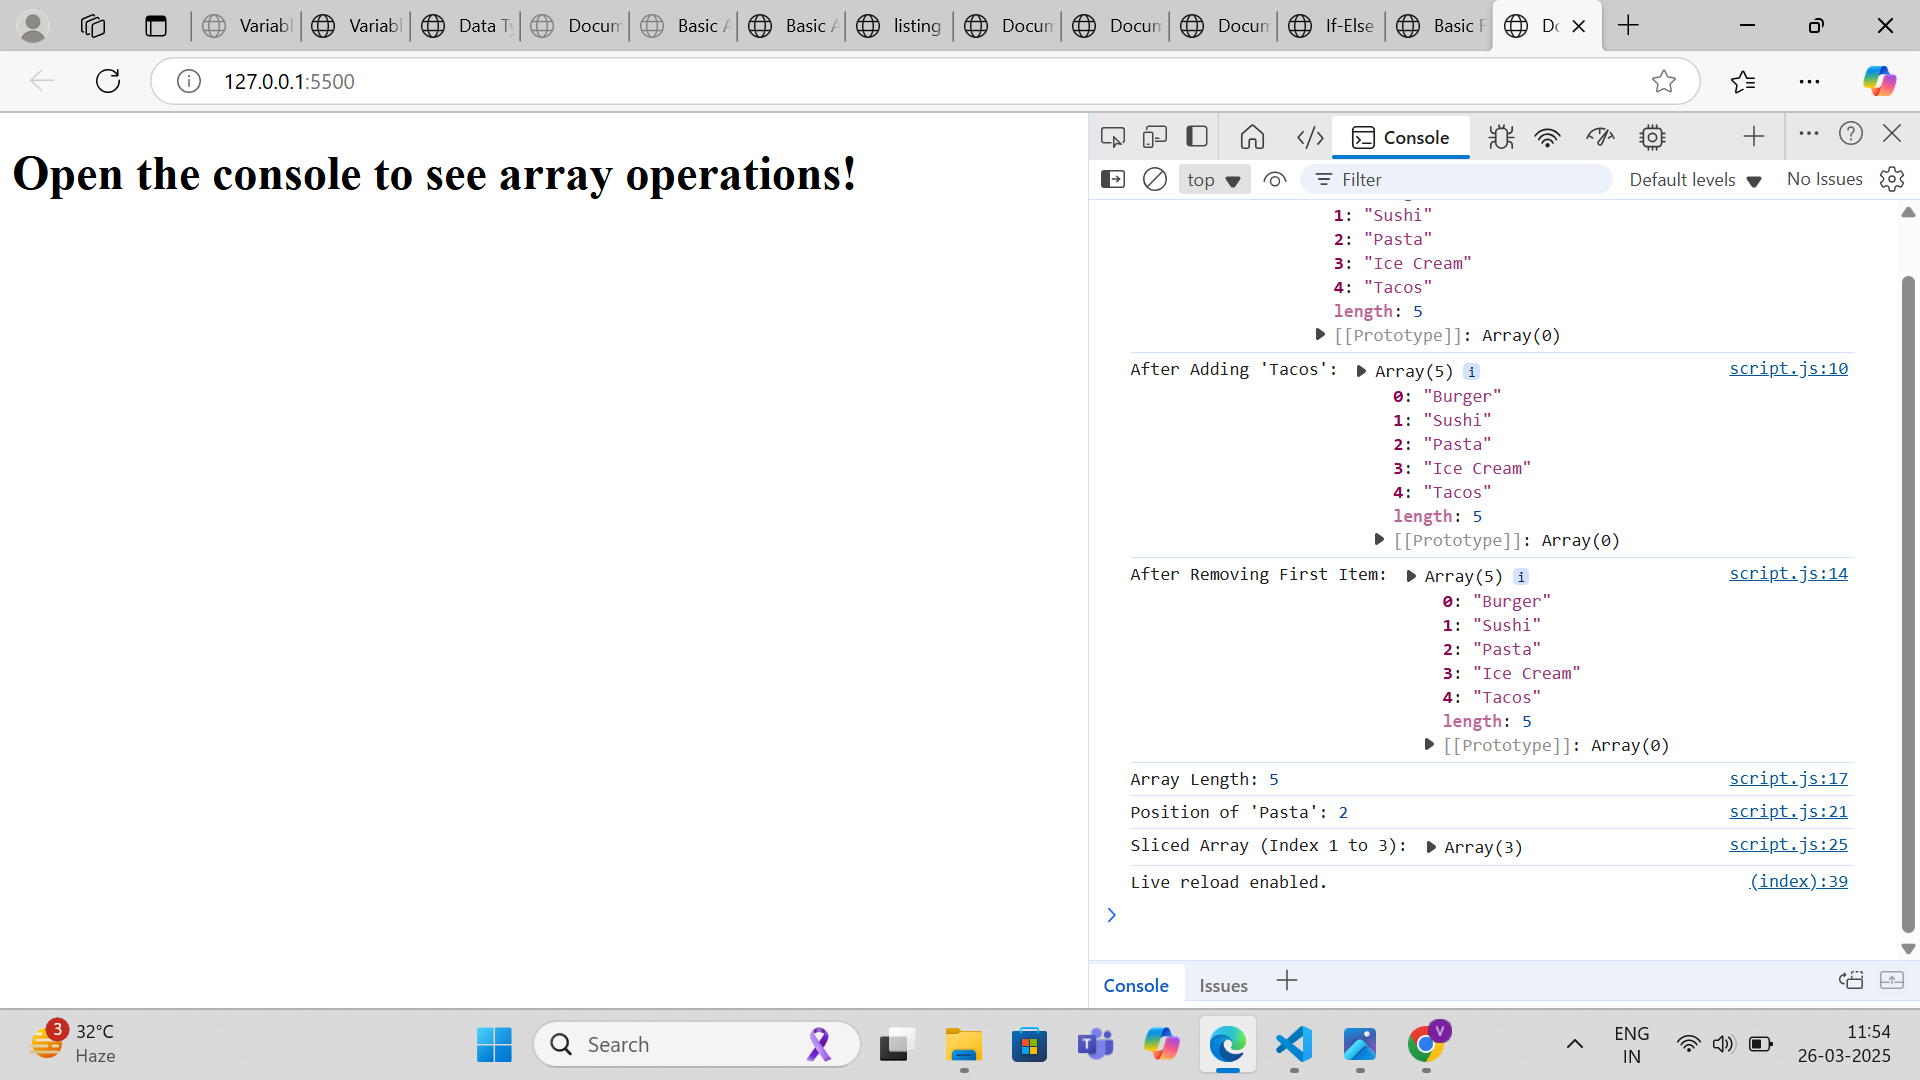 Variabl
Variabl
Data Ty
Docum
Basic A
Basic A
listing
Docum
Docum
Docum
If-Else
Basic F
Do
127.0.0.1:5500
Open the console to see array operations!
Console
top
Filter
Default levels
No Issues
1: "Sushi"
2: "Pasta"
3: "Ice Cream"
4: "Tacos"
length: 5
[[Prototype]]: Array(0)
After Adding 'Tacos': Array(5) i script.js:10
0: "Burger"
1: "Sushi"
2: "Pasta"
3: "Ice Cream"
4: "Tacos"
length: 5
[[Prototype]]: Array(0)
After Removing First Item: Array(5) i script.js:14
0: "Burger"
1: "Sushi"
2: "Pasta"
3: "Ice Cream"
4: "Tacos"
length: 5
[[Prototype]]: Array(0)
Array Length: 5 script.js:17
Position of 'Pasta': 2 script.js:21
Sliced Array (Index 1 to 3): Array(3) script.js:25
Live reload enabled. (index):39
Console
Issues
3
32°C
Haze
Search
V
ENG
IN
11:54
26-03-2025